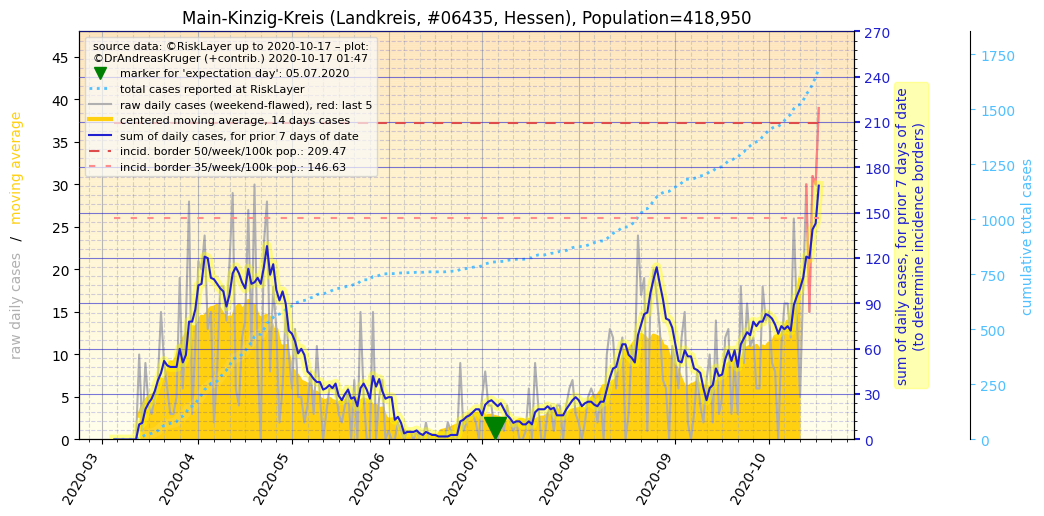 Main-Kinzig-Kreis (Landkreis, #06435, Hessen), Population=418,950
source data: ©RiskLayer up to 2020-10-17 – plot:
©DrAndreasKruger (+contrib.) 2020-10-17 01:47
marker for 'expectation day': 05.07.2020
total cases reported at RiskLayer
raw daily cases (weekend-flawed), red: last 5
centered moving average, 14 days cases
sum of daily cases, for prior 7 days of date
incid. border 50/week/100k pop.: 209.47
incid. border 35/week/100k pop.: 146.63
raw daily cases / moving average
45
40
35
30
25
20
15
10
5
0
2020-03
2020-04
2020-05
2020-06
2020-07
2020-08
2020-09
2020-10
270
240
210
180
150
120
90
60
30
0
sum of daily cases, for prior 7 days of date
(to determine incidence borders)
1750
1500
1250
1000
750
500
250
0
cumulative total cases